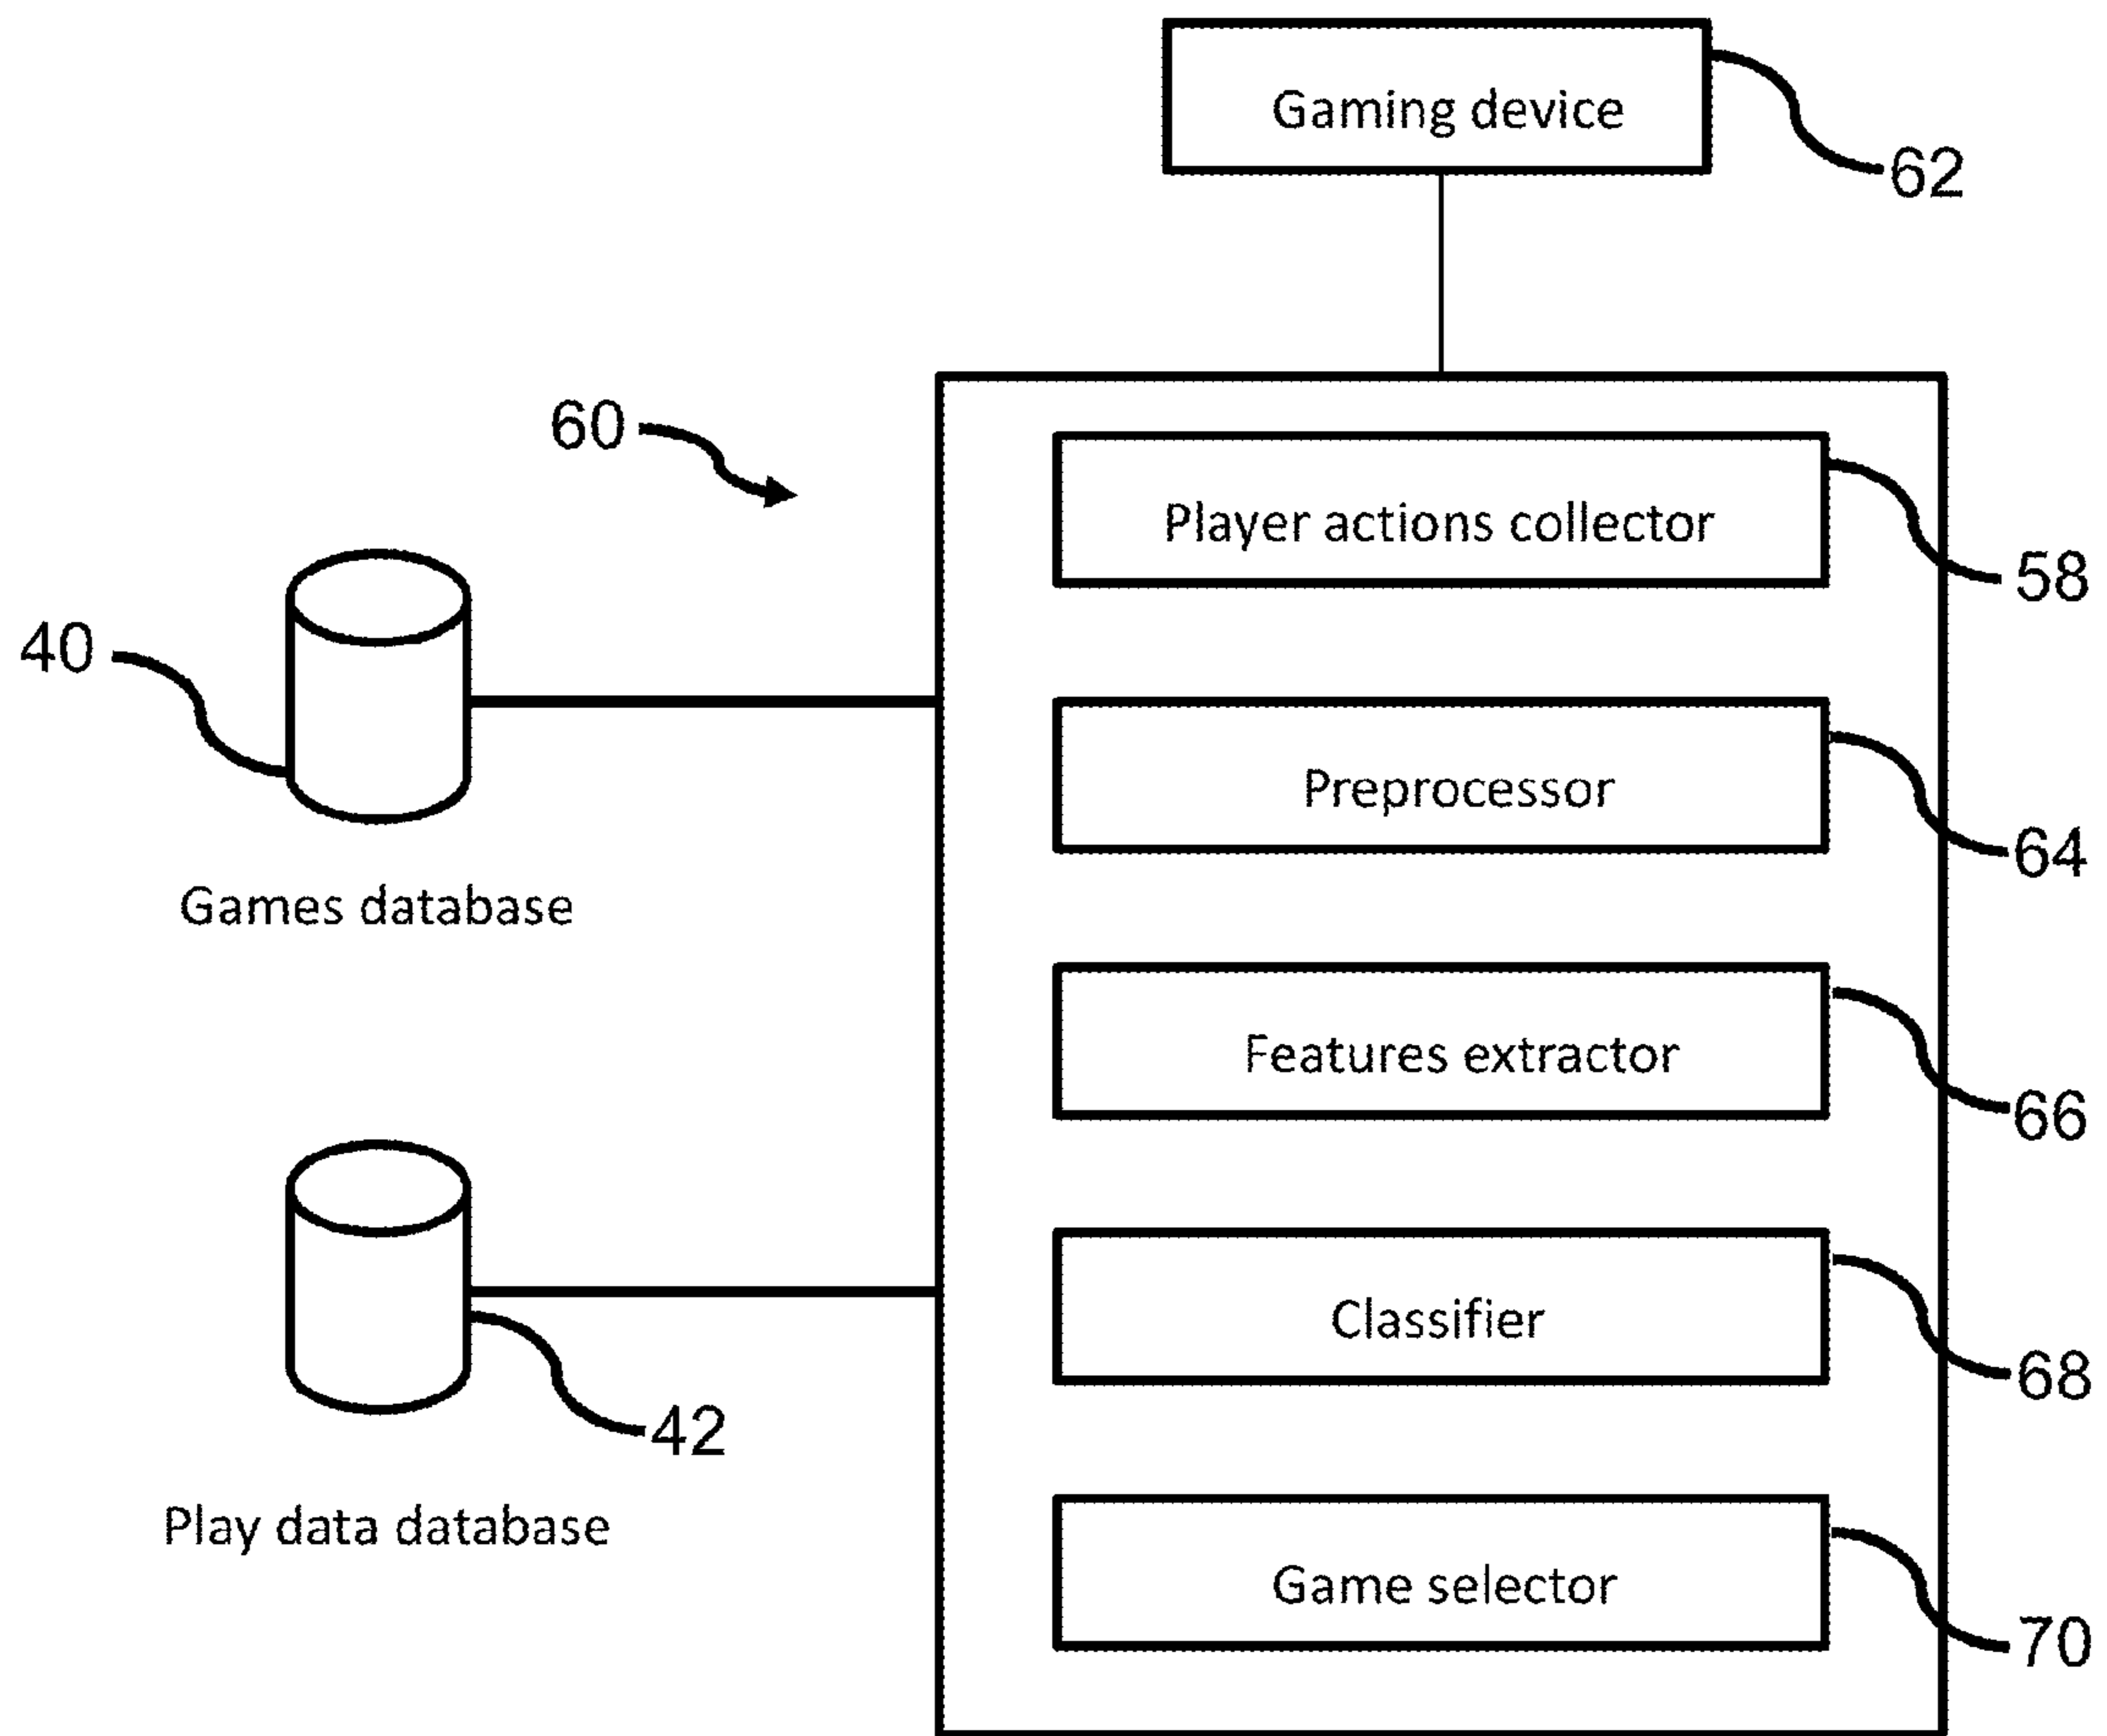 Gaming device
62
60
Player actions collector
58
40
Preprocessor
64
Games database
Features extractor
66
Classifier
68
42
Play data database
Game selector
70